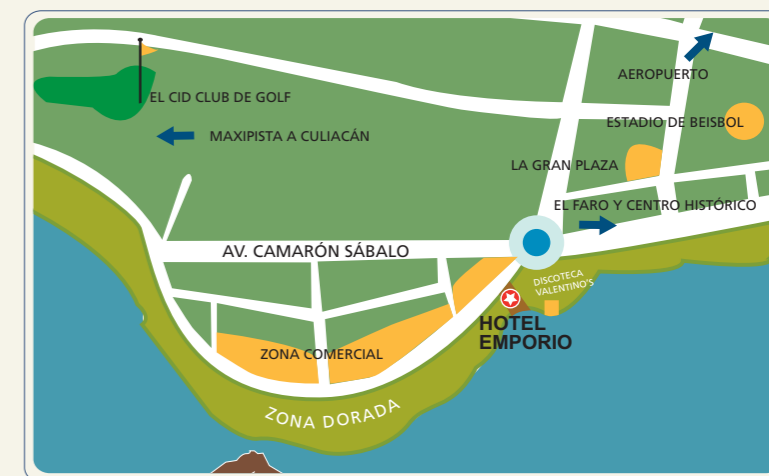 AEROPUERTO
EL CID CLUB DE GOLF
ESTADIO DE BEISBOL
MAXIPISTA A CULIACÁN
LA GRAN PLAZA
EL FARO Y CENTRO HISTÓRICO
AV. CAMARÓN SÁBALO
DISCOTECA
VALENTINO'S
HOTEL
EMPORIO
ZONA COMERCIAL
ZONA DORADA